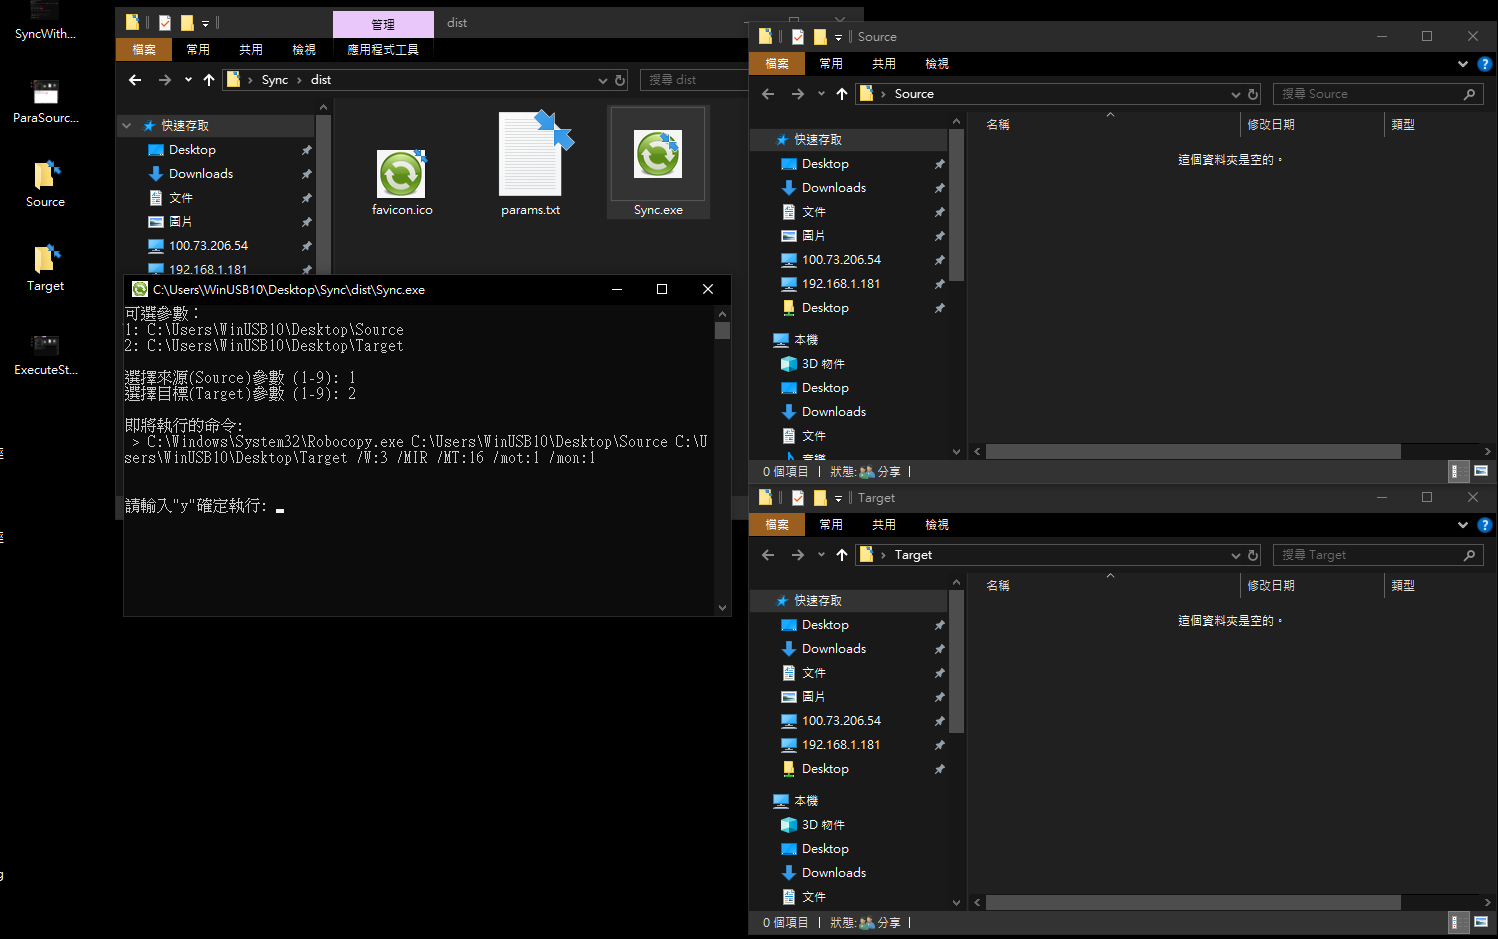 SyncWith...
ParaSourc...
Source
Target
ExecuteSt...
管理
dist
檔案
常用
共用
檢視
應用程式工具
Sync
dist
搜尋 dist
快速存取
Desktop
Downloads
文件
圖片
100.73.206.54
192.168.1.181
favicon.ico
params.txt
Sync.exe
C:\Users\WinUSB10\Desktop\Sync\dist\Sync.exe
可選參數：
1: C:\Users\WinUSB10\Desktop\Source
2: C:\Users\WinUSB10\Desktop\Target
選擇來源(Source)參數 (1-9): 1
選擇目標(Target)參數 (1-9): 2
即將執行的命令:
> C:\Windows\System32\Robocopy.exe C:\Users\WinUSB10\Desktop\Source C:\U
sers\WinUSB10\Desktop\Target /W:3 /MIR /MT:16 /mot:1 /mon:1
請輸入"y"確定執行:
Source
檔案
常用
共用
檢視
Source
搜尋 Source
名稱
修改日期
類型
這個資料夾是空的。
快速存取
Desktop
Downloads
文件
圖片
100.73.206.54
192.168.1.181
Desktop
本機
3D 物件
Desktop
Downloads
文件
音樂
0 個項目
狀態:
分享
Target
檔案
常用
共用
檢視
Target
搜尋 Target
名稱
修改日期
類型
這個資料夾是空的。
快速存取
Desktop
Downloads
文件
圖片
100.73.206.54
192.168.1.181
Desktop
本機
3D 物件
Desktop
Downloads
文件
0 個項目
狀態:
分享